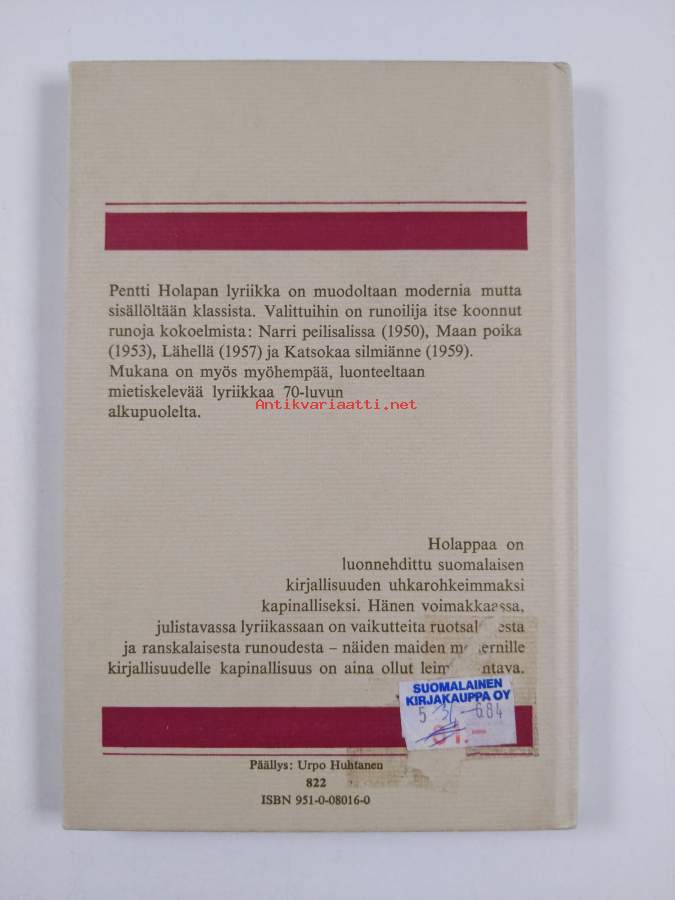 Pentti Holapan lyriikka on muodoltaan modernia mutta
sisällöltään klassista. Valittuihin on runoilija itse koonnut
runoja kokoelmista: Narri peilisalissa (1950), Maan poika
(1953), Lähellä (1957) ja Katsokaa silmiänne (1959).
Mukana on myös myöhempää, luonteeltaan
mietiskelevää lyriikkaa 70-luvun
alkupuolelta.
Antikvariaatti.net
Holappaa on
luonnehdittu suomalaisen
kirjallisuuden uhkarohkeimmaksi
kapinalliseksi. Hänen voimakkaassa,
julistavassa lyriikassaan on vaikutteita
ja ranskalaisesta runoudesta – näiden maiden
kirjallisuudelle kapinallisuus on aina ollut
SUOMALAINEN
KIRJAKAUPPA OY
Päällys: Urpo Huhtanen
822
ISBN 951-0-08016-0